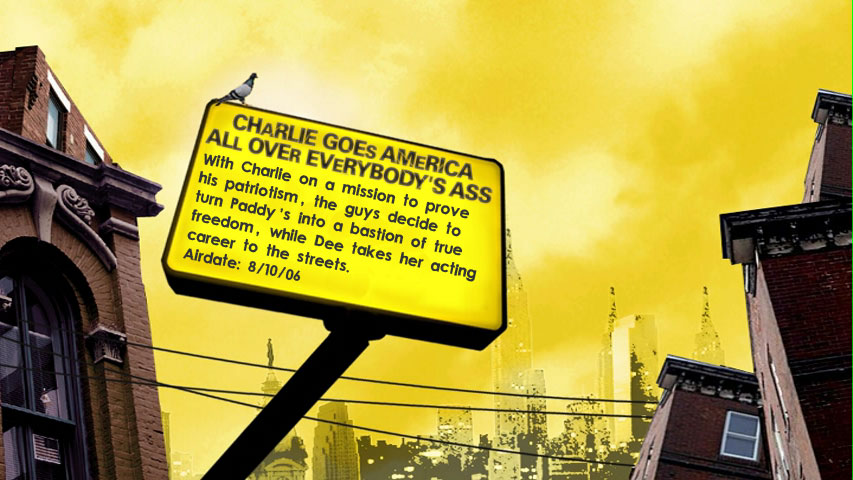 CHARLIE GOES AMERICA
ALL OVER EVERYBODY'S ASS
With Charlie on a mission to prove
his patriotism, the guys decide to
turn Paddy's into a bastion of true
freedom, while Dee takes her acting
career to the streets.
Airdate: 8/10/06